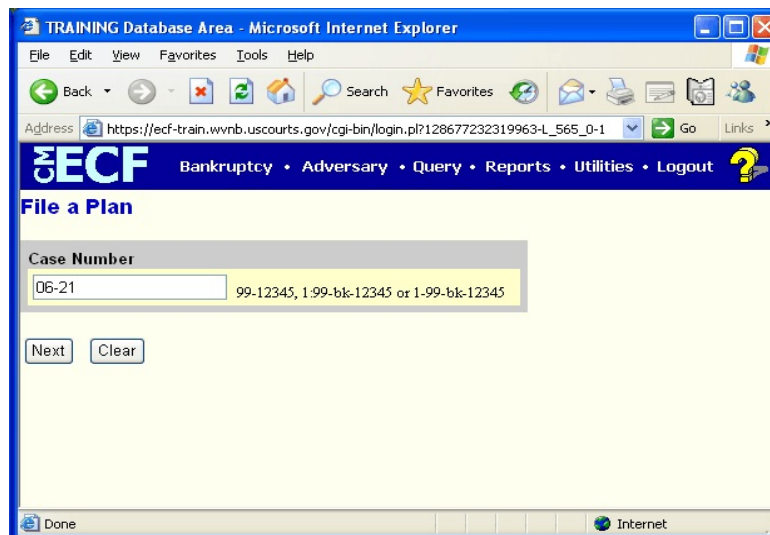 TRAINING Database Area - Microsoft Internet Explorer
File Edit View Favorites Tools Help
Back Search Favorites
Address https://ecf-train.wvnb.uscourts.gov/cgi-bin/login.pl?128677232319963-L_565_0-1 Go Links »
CM ECF Bankruptcy • Adversary • Query • Reports • Utilities • Logout ?
File a Plan
Case Number
06-21 99-12345, 1:99-bk-12345 or 1-99-bk-12345
Next Clear
Done Internet